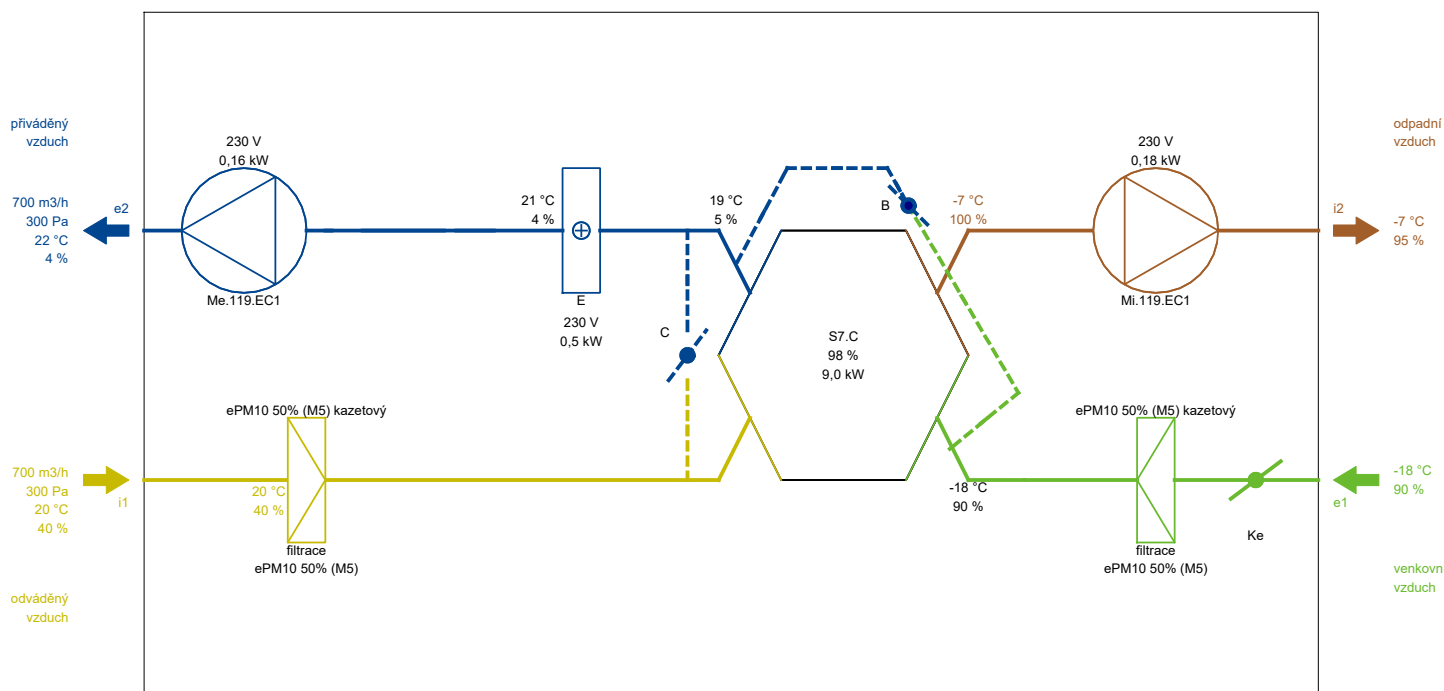 přiváděný
vzduch
700 m3/h
300 Pa
22 °C
4 %
e2
230 V
0,16 kW
Me.119.EC1
21 °C
4 %
E
230 V
0,5 kW
19 °C
5 %
C
B
S7.C
98 %
9,0 kW
-7 °C
100 %
230 V
0,18 kW
Mi.119.EC1
odpadní
vzduch
i2
-7 °C
95 %
700 m3/h
300 Pa
20 °C
40 %
i1
ePM10 50% (M5) kazetový
20 °C
40 %
filtrace
ePM10 50% (M5)
odváděný
vzduch
-18 °C
90 %
ePM10 50% (M5) kazetový
filtrace
ePM10 50% (M5)
Ke
e1
-18 °C
90 %
venkovn
vzduch